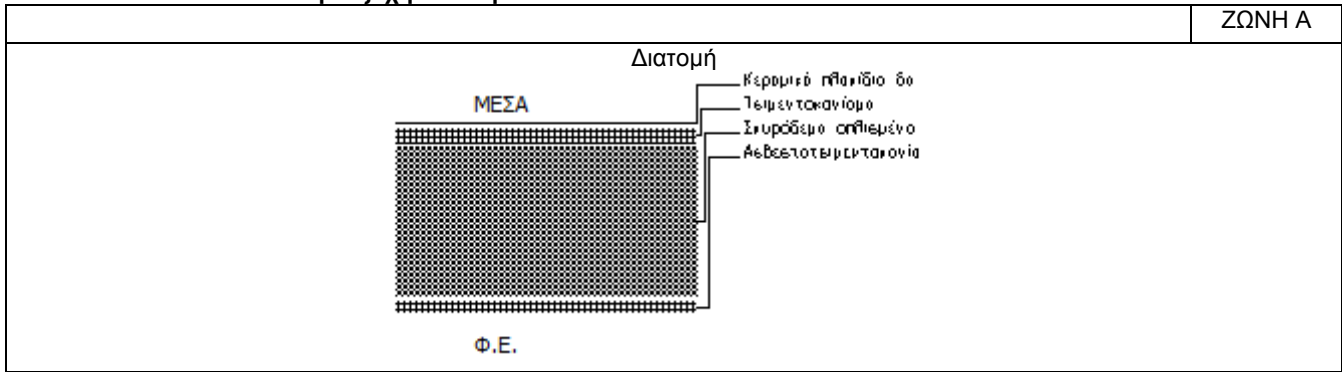 ΖΩΝΗ Α
Διατομή
Κεραμικό πλακίδιο δα
ΜΕΣΑ
Τσιμεντοκονίαμα
Σκυρόδεμα οπλισμένο
Ασβεστοτσιμεντοκονία
Φ.Ε.